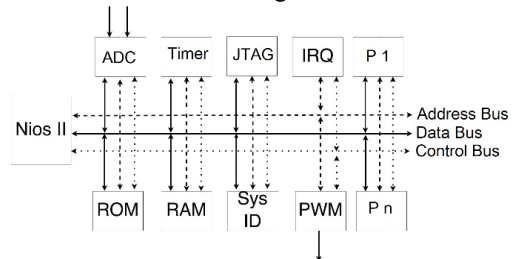 ADC
Timer
JTAG
IRQ
P 1
Nios II
Address Bus
Data Bus
Control Bus
ROM
RAM
Sys
ID
PWM
P n